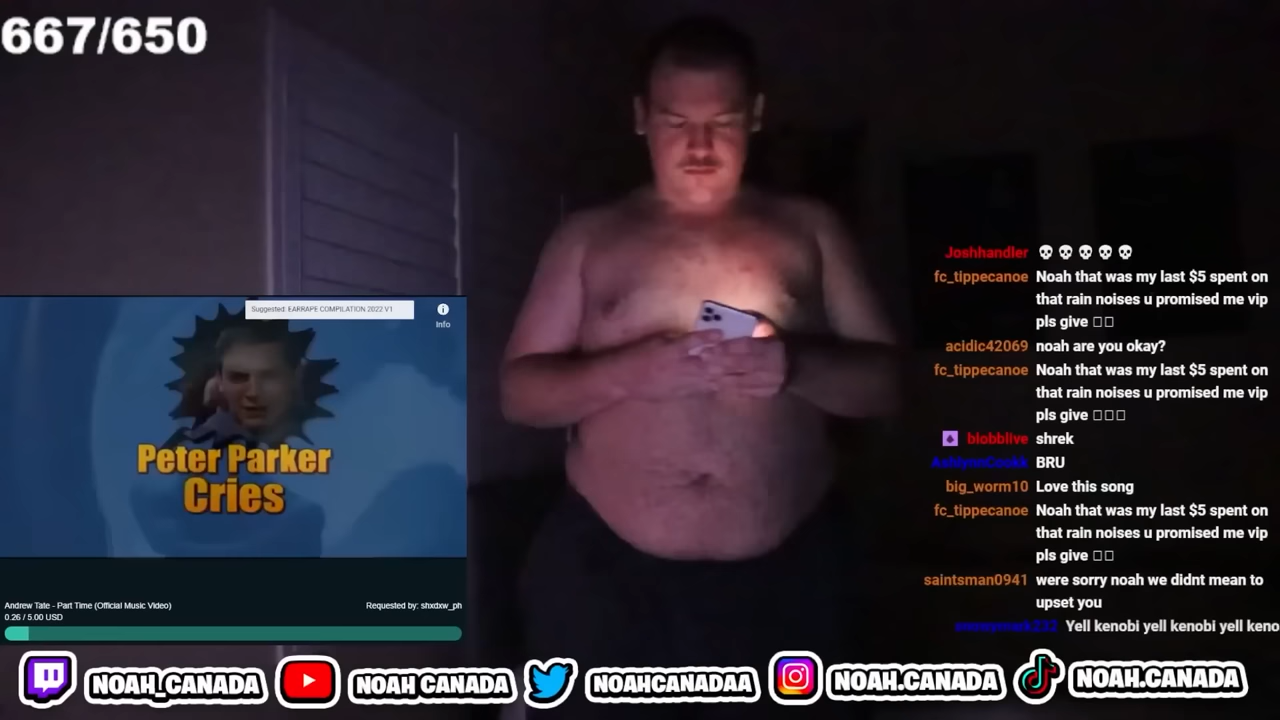 667/650
Suggested: EARRAPE COMPILATION 2022 V1
Info
Peter Parker
Cries
Andrew Tate - Part Time (Official Music Video)
Requested by: shxdxw_ph
0.26 / 5.00 USD
Joshhandler 💀💀💀💀💀
fc_tippecanoe Noah that was my last $5 spent on
that rain noises u promised me vip
pls give □□
acidic42069 noah are you okay?
fc_tippecanoe Noah that was my last $5 spent on
that rain noises u promised me vip
pls give □□□
blobblive shrek
BRU
big_worm10 Love this song
fc_tippecanoe Noah that was my last $5 spent on
that rain noises u promised me vip
pls give □□
saintsman0941 were sorry noah we didnt mean to
upset you
Yell kenobi yell kenobi yell keno
NOAH_CANADA
NOAH CANADA
NOAHCANADAA
NOAH.CANADA
NOAH.CANADA